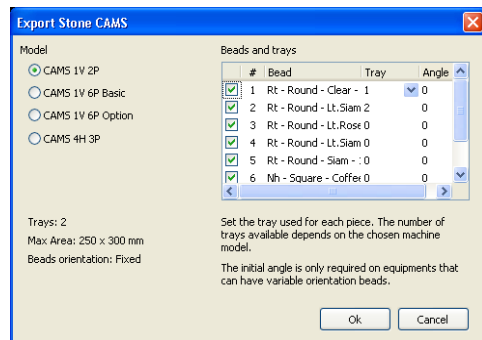 Export Stone CAMS
Model
CAMS 1V 2P
CAMS 1V 6P Basic
CAMS 1V 6P Option
CAMS 4H 3P
Trays: 2
Max Area: 250 x 300 mm
Beads orientation: Fixed
Beads and trays
# Bead Tray Angle
1 Rt - Round - Clear - 1 0
2 Rt - Round - Lt.Siam 2 0
3 Rt - Round - Lt.Rose 0 0
4 Rt - Round - Lt.Siam 0 0
5 Rt - Round - Siam - : 0 0
6 Nh - Square - Coffee 0 0
Set the tray used for each piece. The number of
trays available depends on the chosen machine
model.
The initial angle is only required on equipments that
can have variable orientation beads.
Ok
Cancel